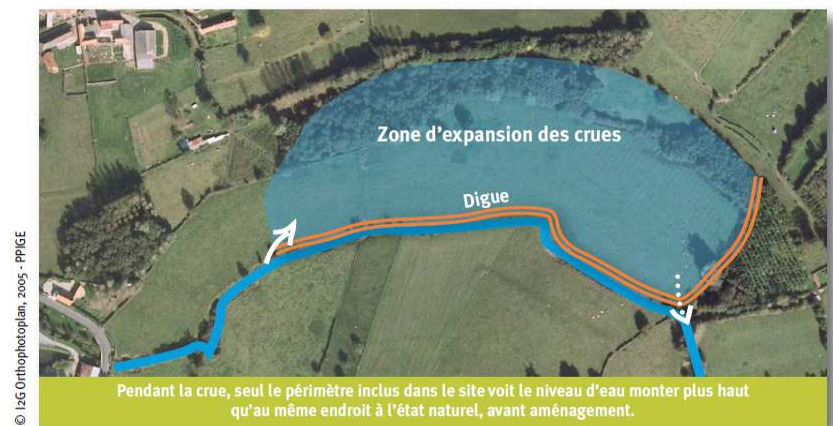 Zone d'expansion des crues
Digue
© I2G Orthophotoplan, 2005 - PPIGE
Pendant la crue, seul le périmètre inclus dans le site voit le niveau d'eau monter plus haut
qu'au même endroit à l'état naturel, avant aménagement.